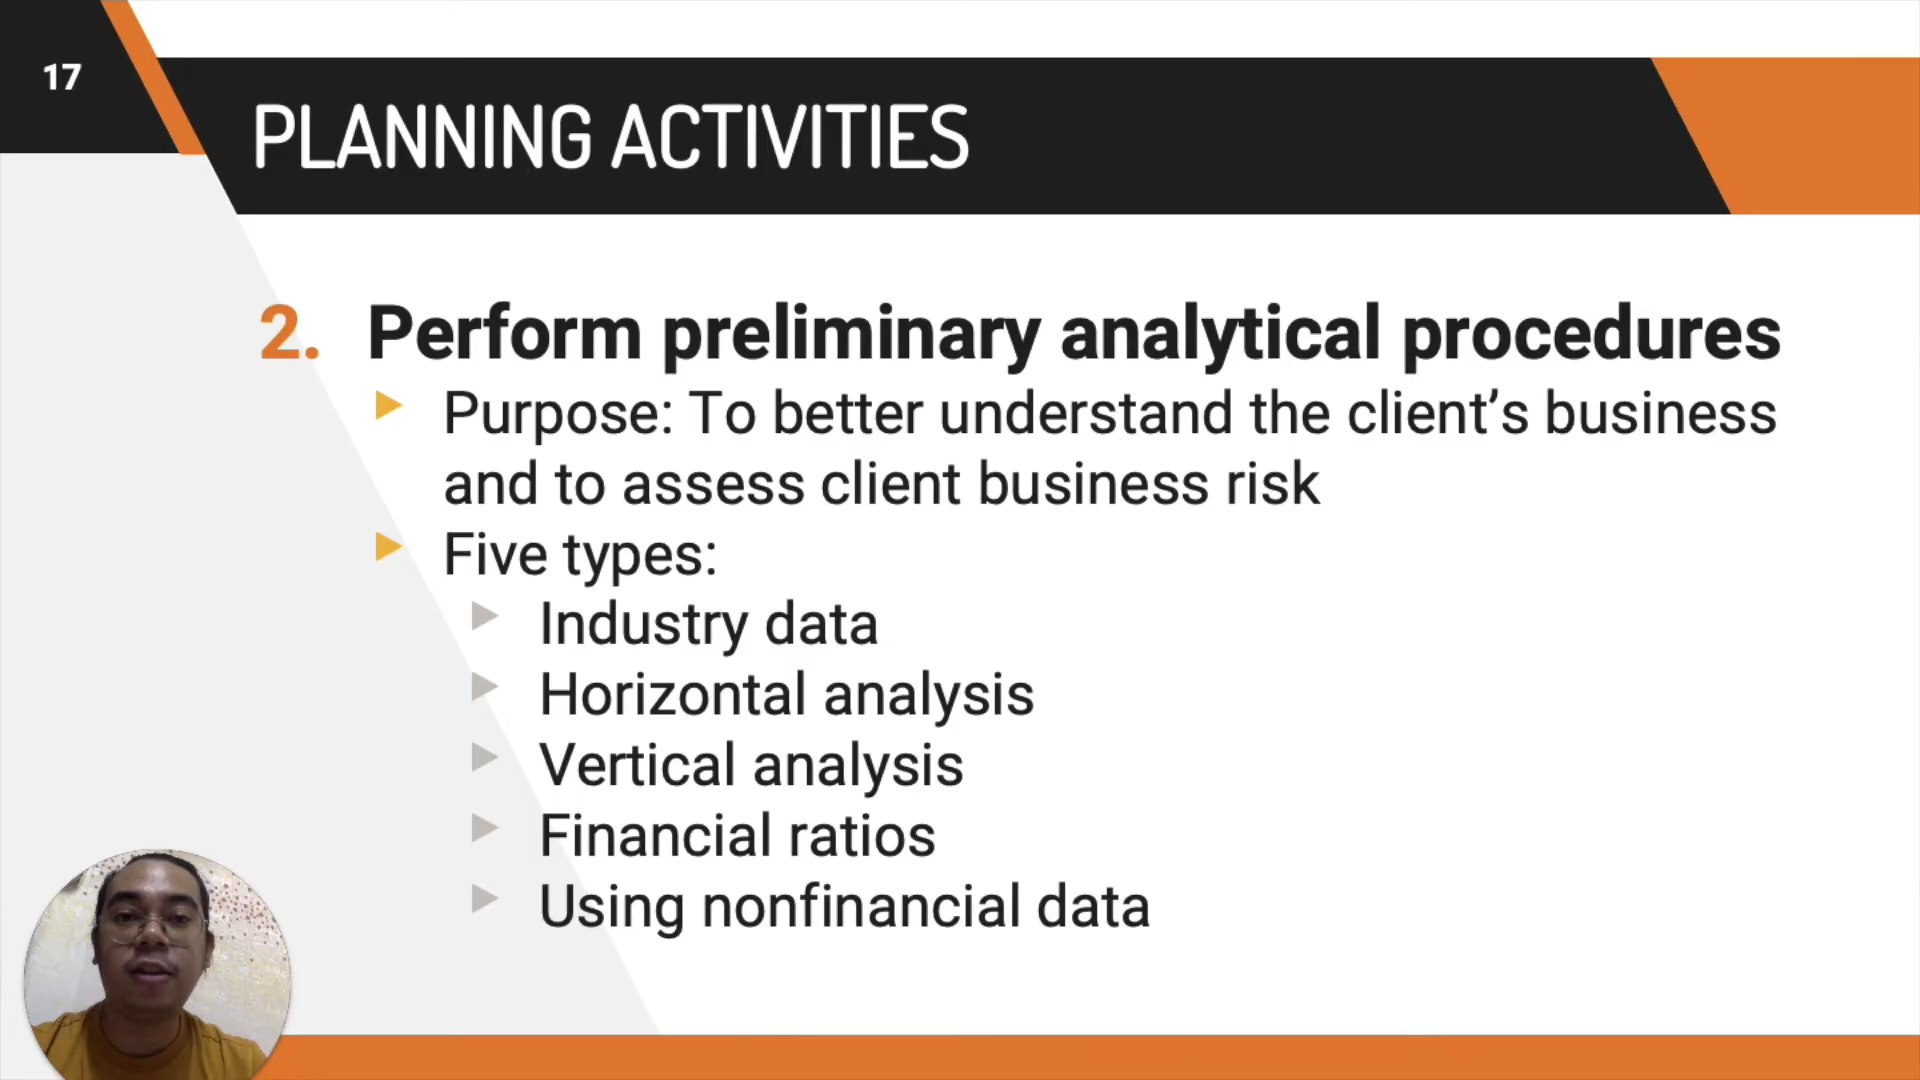 17
PLANNING ACTIVITIES
2. Perform preliminary analytical procedures
Purpose: To better understand the client’s business
and to assess client business risk
Five types:
Industry data
Horizontal analysis
Vertical analysis
Financial ratios
Using nonfinancial data